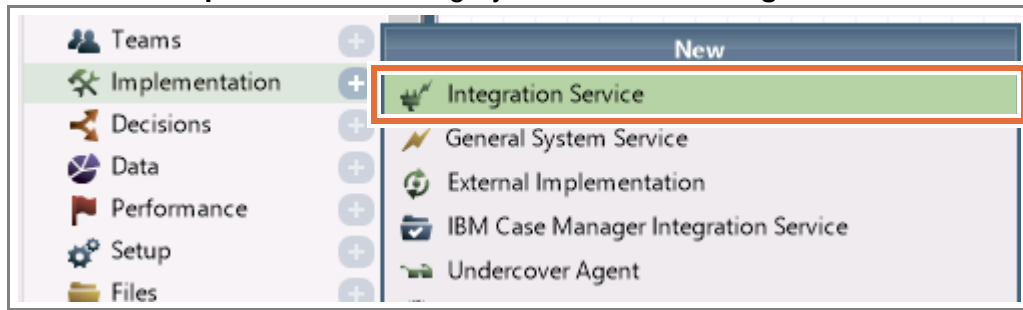 Teams
Implementation
Decisions
Data
Performance
Setup
Files
New
Integration Service
General System Service
External Implementation
IBM Case Manager Integration Service
Undercover Agent